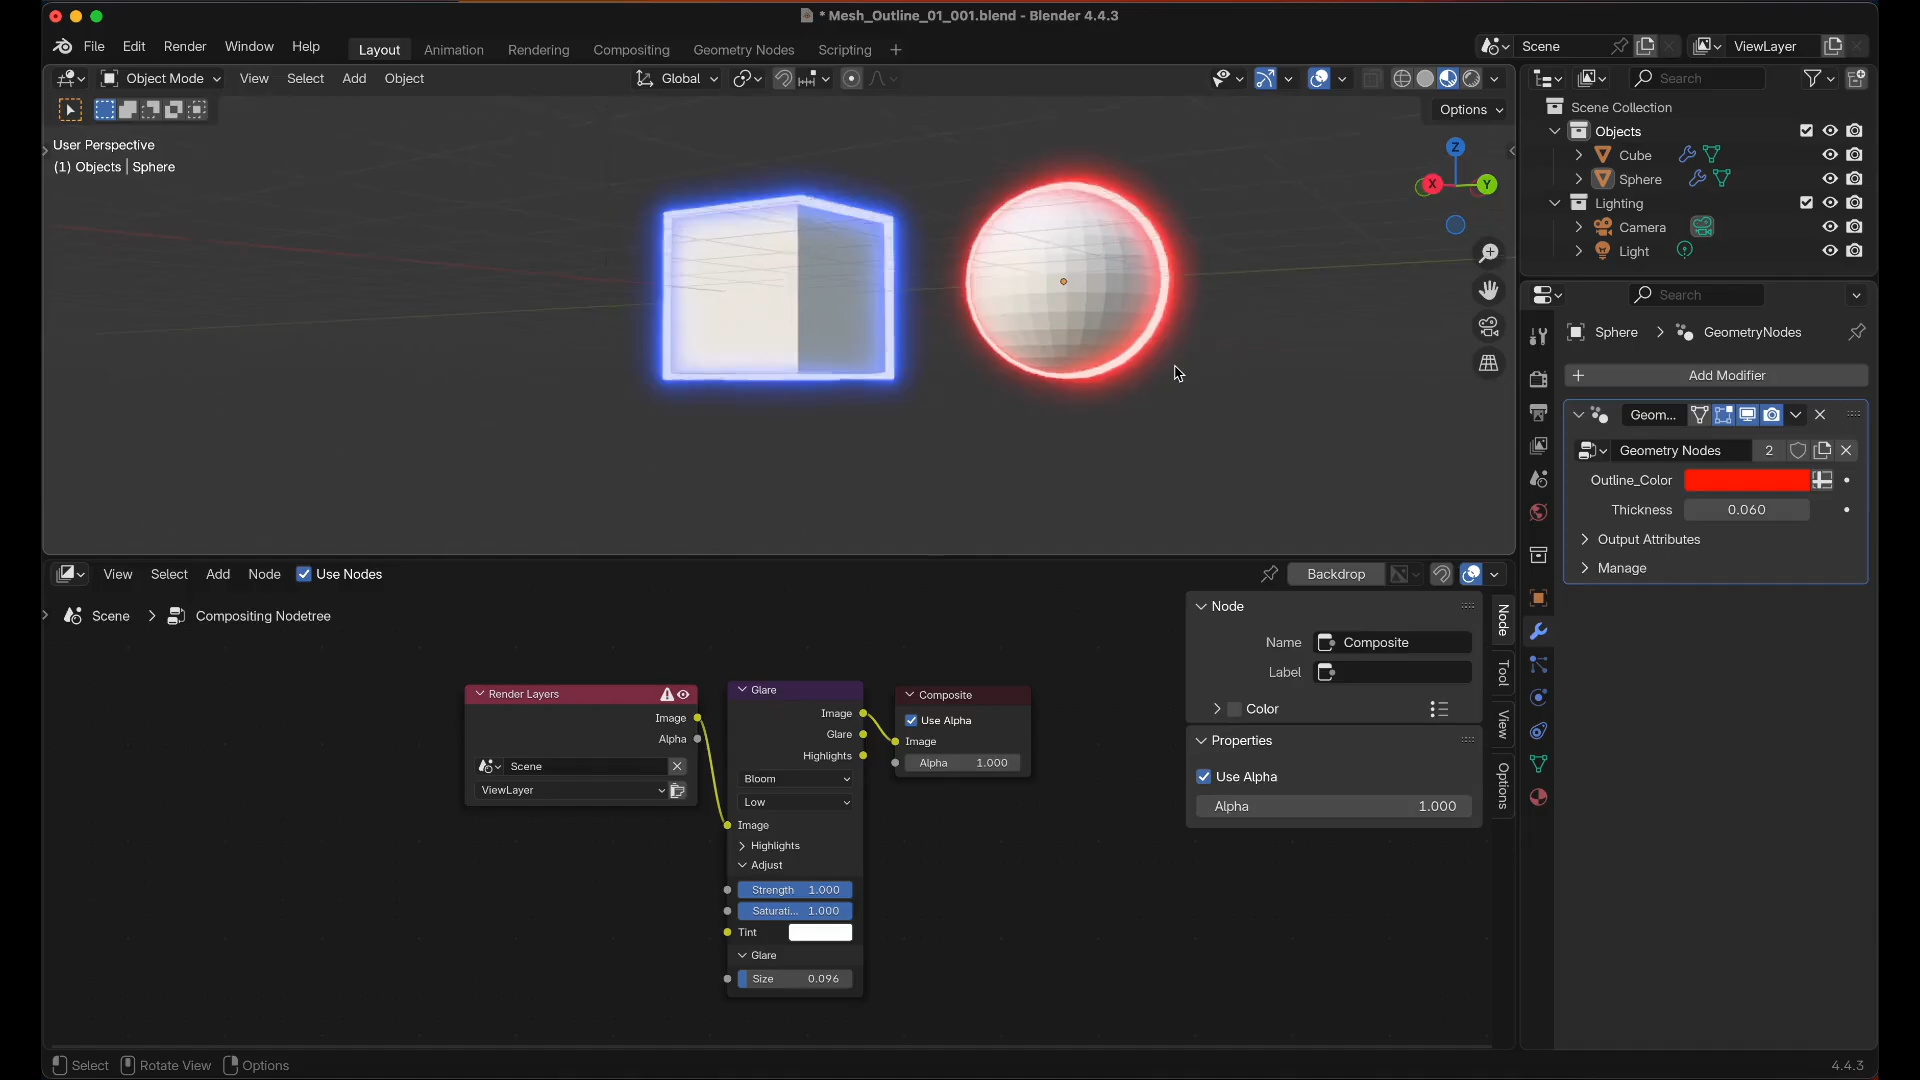 * Mesh_Outline_01_001.blend - Blender 4.4.3
File Edit Render Window Help
Layout Animation Rendering Compositing Geometry Nodes Scripting +
Scene
ViewLayer
Object Mode View Select Add Object
Global
Options
User Perspective
(1) Objects | Sphere
Z
X
Y
Search
Scene Collection
Objects
Cube
Sphere
Lighting
Camera
Light
Search
Sphere > GeometryNodes
+ Add Modifier
Geom...
Geometry Nodes 2
Outline_Color
Thickness 0.060
Output Attributes
Manage
View Select Add Node Use Nodes
Backdrop
Scene > Compositing Nodetree
Render Layers
Image
Alpha
Scene
ViewLayer
Glare
Image
Glare
Highlights
Bloom
Low
Image
Highlights
Adjust
Strength 1.000
Saturati... 1.000
Tint
Glare
Size 0.096
Composite
Use Alpha
Image
Alpha 1.000
Node
Name Composite
Label
Color
Properties
Use Alpha
Alpha 1.000
Node
Tool
View
Options
Select Rotate View Options
4.4.3